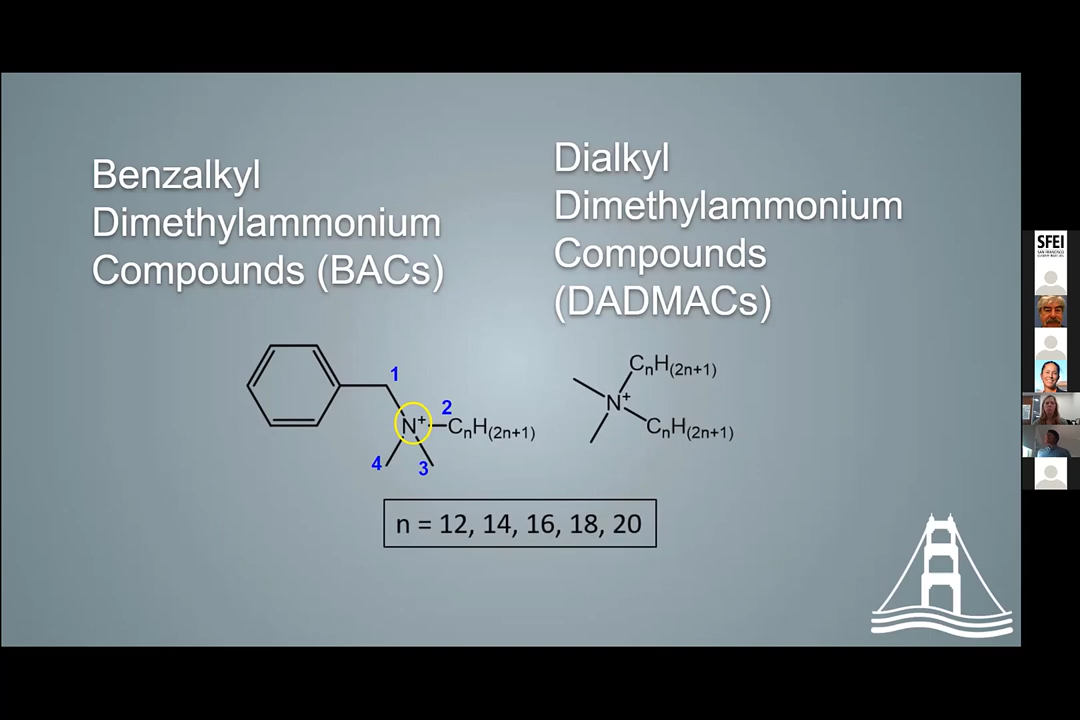 Benzalkyl
Dimethylammonium
Compounds (BACs)
Dialkyl
Dimethylammonium
Compounds
(DADMACs)
1
2
N+
CnH(2n+1)
4
3
CnH(2n+1)
N+
CnH(2n+1)
n = 12, 14, 16, 18, 20
SFEI